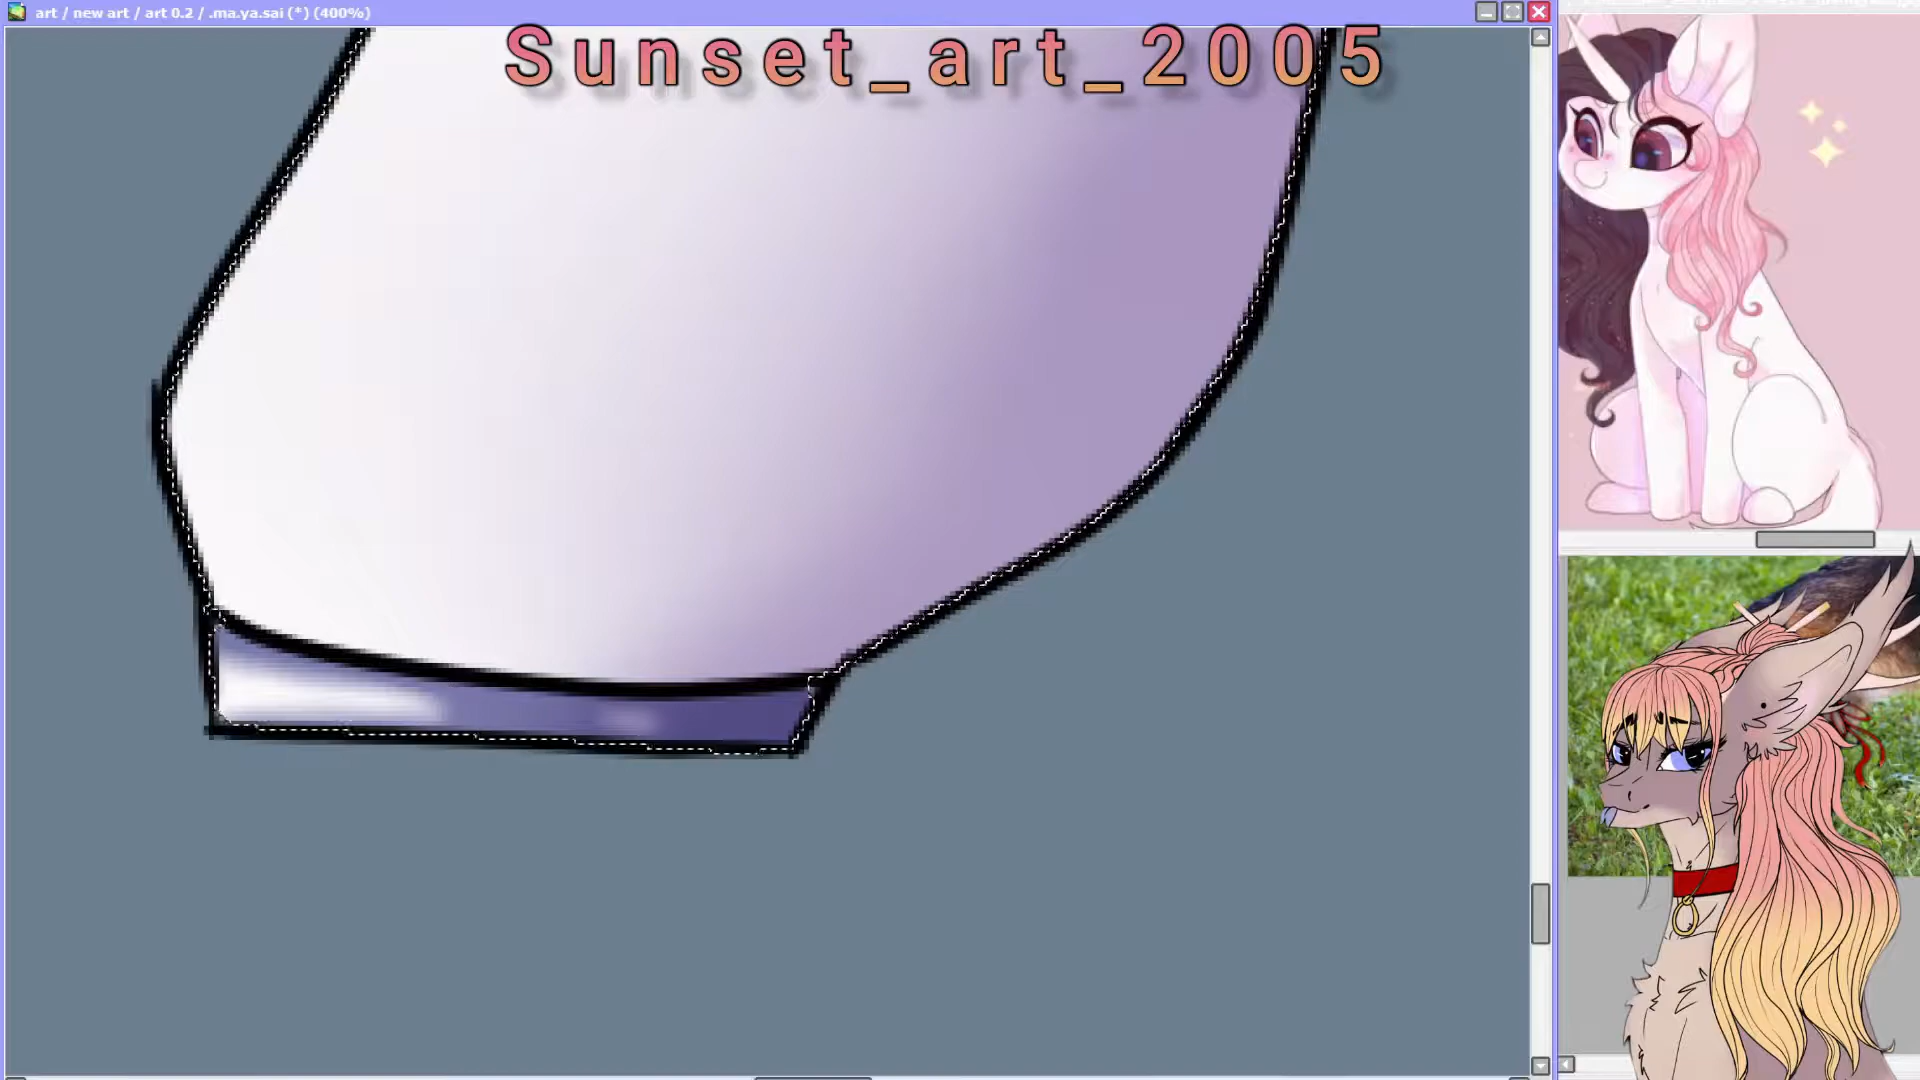 art / new art / art 0.2 / .ma.ya.sai (*) (400%)
Sunset_art_2005